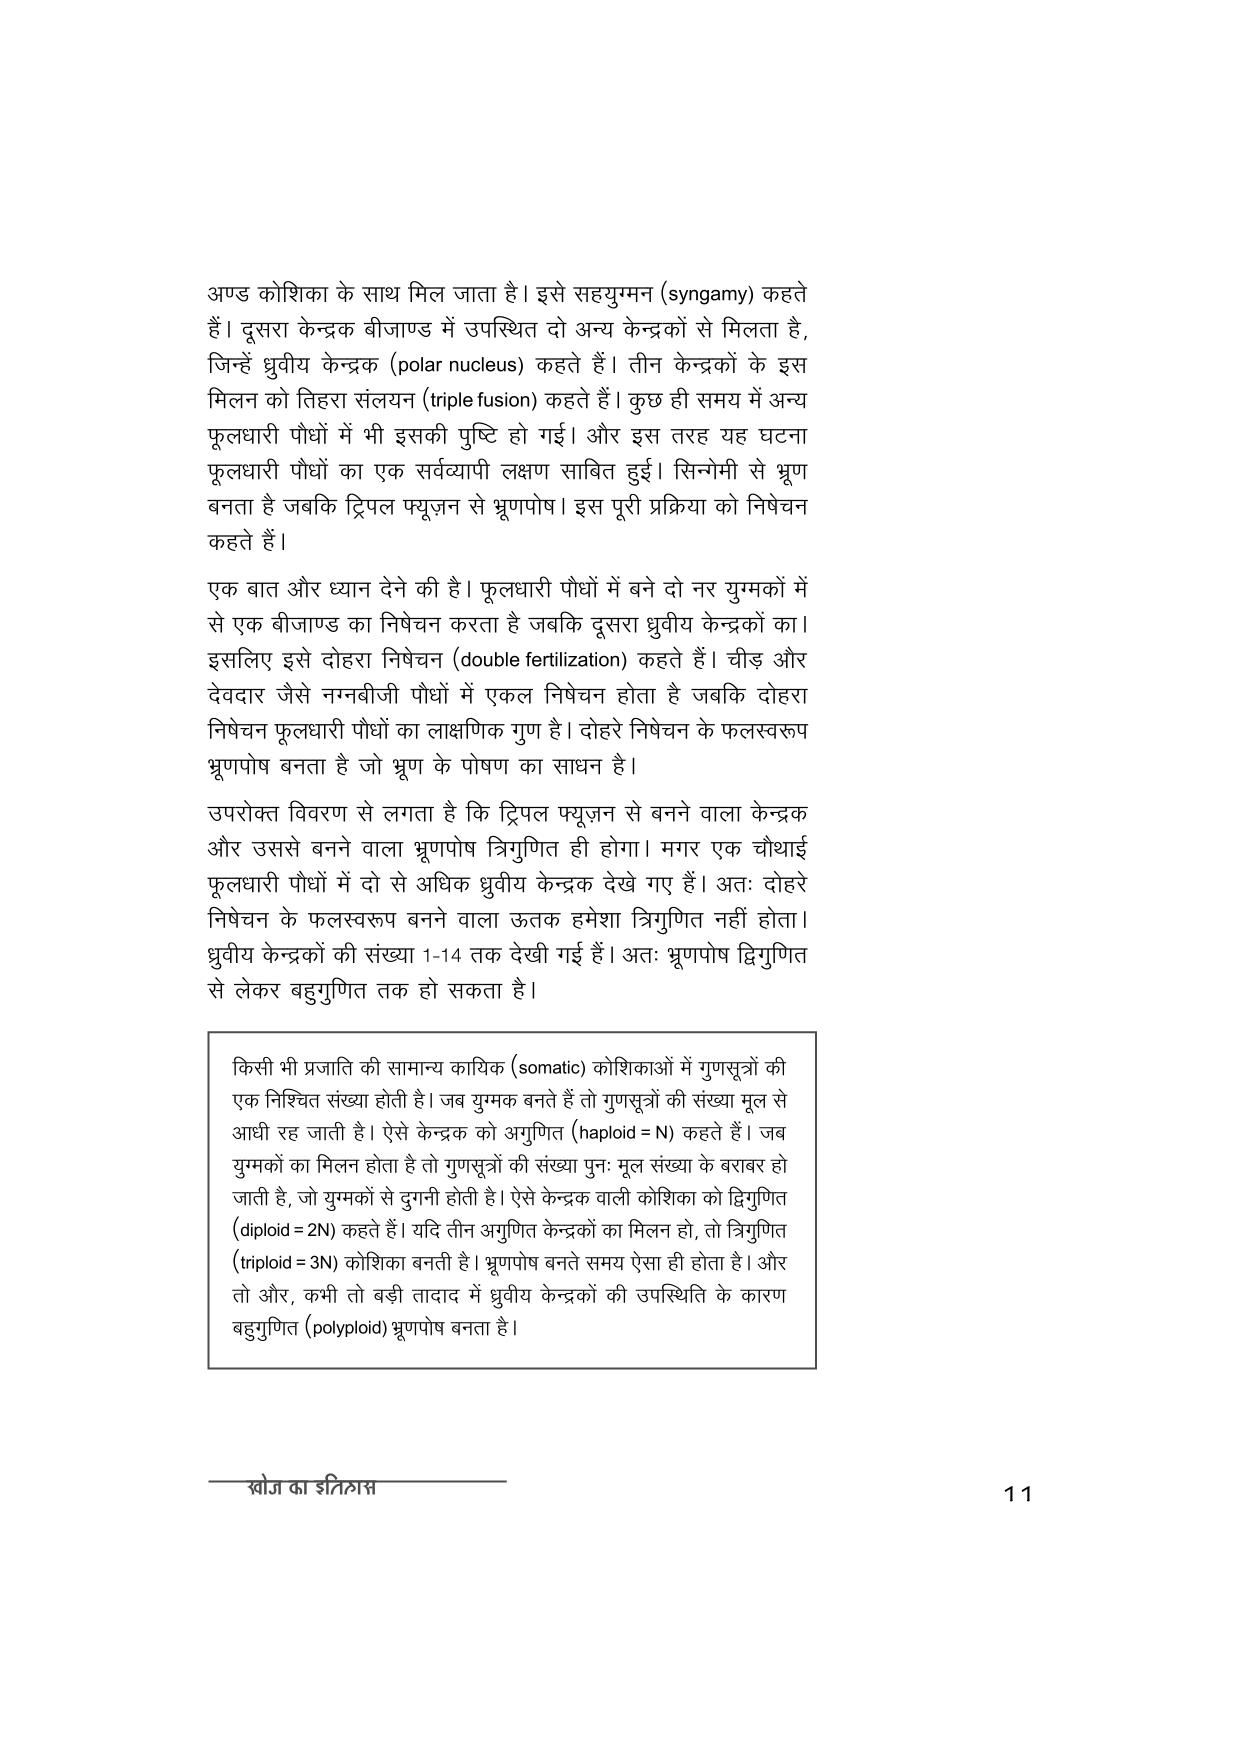 अण्ड कोशिका के साथ मिल जाता है। इसे सहयुग्मन (syngamy) कहते
हैं। दूसरा केन्द्रक बीजाण्ड में उपस्थित दो अन्य केन्द्रकों से मिलता है,
जिन्हें ध्रुवीय केन्द्रक (polar nucleus) कहते हैं। तीन केन्द्रकों के इस
मिलन को तिहरा संलयन (triple fusion) कहते हैं। कुछ ही समय में अन्य
फूलधारी पौधों में भी इसकी पुष्टि हो गई। और इस तरह यह घटना
फूलधारी पौधों का एक सर्वव्यापी लक्षण साबित हुई। सिन्गेमी से भ्रूण
बनता है जबकि ट्रिपल फ्यूज़न से भ्रूणपोष। इस पूरी प्रक्रिया को निषेचन
कहते हैं।
एक बात और ध्यान देने की है। फूलधारी पौधों में बने दो नर युग्मकों में
से एक बीजाण्ड का निषेचन करता है जबकि दूसरा ध्रुवीय केन्द्रकों का।
इसलिए इसे दोहरा निषेचन (double fertilization) कहते हैं। चीड़ और
देवदार जैसे नग्नबीजी पौधों में एकल निषेचन होता है जबकि दोहरा
निषेचन फूलधारी पौधों का लाक्षणिक गुण है। दोहरे निषेचन के फलस्वरूप
भ्रूणपोष बनता है जो भ्रूण के पोषण का साधन है।
उपरोक्त विवरण से लगता है कि ट्रिपल फ्यूज़न से बनने वाला केन्द्रक
और उससे बनने वाला भ्रूणपोष त्रिगुणित ही होगा। मगर एक चौथाई
फूलधारी पौधों में दो से अधिक ध्रुवीय केन्द्रक देखे गए हैं। अतः दोहरे
निषेचन के फलस्वरूप बनने वाला ऊतक हमेशा त्रिगुणित नहीं होता।
ध्रुवीय केन्द्रकों की संख्या 1-14 तक देखी गई हैं। अतः भ्रूणपोष द्विगुणित
से लेकर बहुगुणित तक हो सकता है।
किसी भी प्रजाति की सामान्य कायिक (somatic) कोशिकाओं में गुणसूत्रों की
एक निश्चित संख्या होती है। जब युग्मक बनते हैं तो गुणसूत्रों की संख्या मूल से
आधी रह जाती है। ऐसे केन्द्रक को अगुणित (haploid = N) कहते हैं। जब
युग्मकों का मिलन होता है तो गुणसूत्रों की संख्या पुनः मूल संख्या के बराबर हो
जाती है, जो युग्मकों से दुगनी होती है। ऐसे केन्द्रक वाली कोशिका को द्विगुणित
(diploid = 2N) कहते हैं। यदि तीन अगुणित केन्द्रकों का मिलन हो, तो त्रिगुणित
(triploid = 3N) कोशिका बनती है। भ्रूणपोष बनते समय ऐसा ही होता है। और
तो और, कभी तो बड़ी तादाद में ध्रुवीय केन्द्रकों की उपस्थिति के कारण
बहुगुणित (polyploid) भ्रूणपोष बनता है।
खोज का इतिहास
11